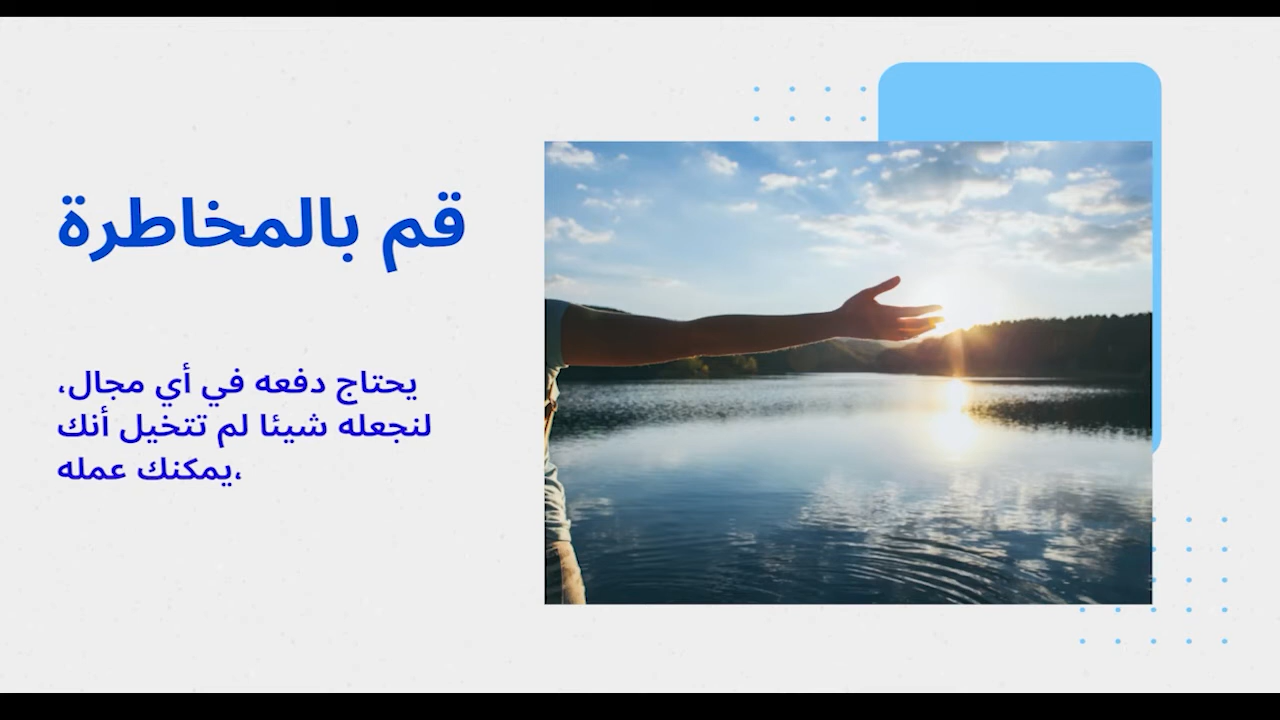 قم بالمخاطرة
يحتاج دفعه في أي مجال،
لنجعله شيئا لم تتخيل أنك
،يمكنك عمله